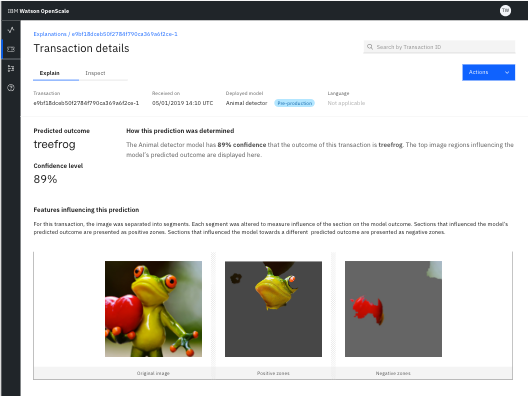 IBM Watson OpenScale
TW
Explanations / e9bf18dceb50f2784f790ca369a6f2ce-1
Transaction details
Search by Transaction ID
Explain
Inspect
Actions
Transaction
Received on
Deployed model
Language
e9bf18dceb50f2784f790ca369a6f2ce-1
05/01/2019 14:10 UTC
Animal detector
Pre-production
Not applicable
Predicted outcome
How this prediction was determined
treefrog
The Animal detector model has 89% confidence that the outcome of this transaction is treefrog. The top image regions influencing the
model's predicted outcome are displayed here.
Confidence level
89%
Features influencing this prediction
For this transaction, the image was separated into segments. Each segment was altered to measure influence of the section on the model outcome. Sections that influenced the model's
predicted outcome are presented as positive zones. Sections that influenced the model towards a different predicted outcome are presented as negative zones.
Original image
Positive zones
Negative zones